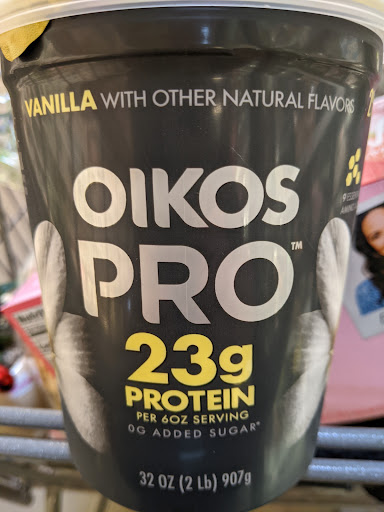 VANILLA WITH OTHER NATURAL FLAVORS
OIKOS
PRO™
23g
PROTEIN
PER 6OZ SERVING
0G ADDED SUGAR*
32 OZ (2 Lb) 907g